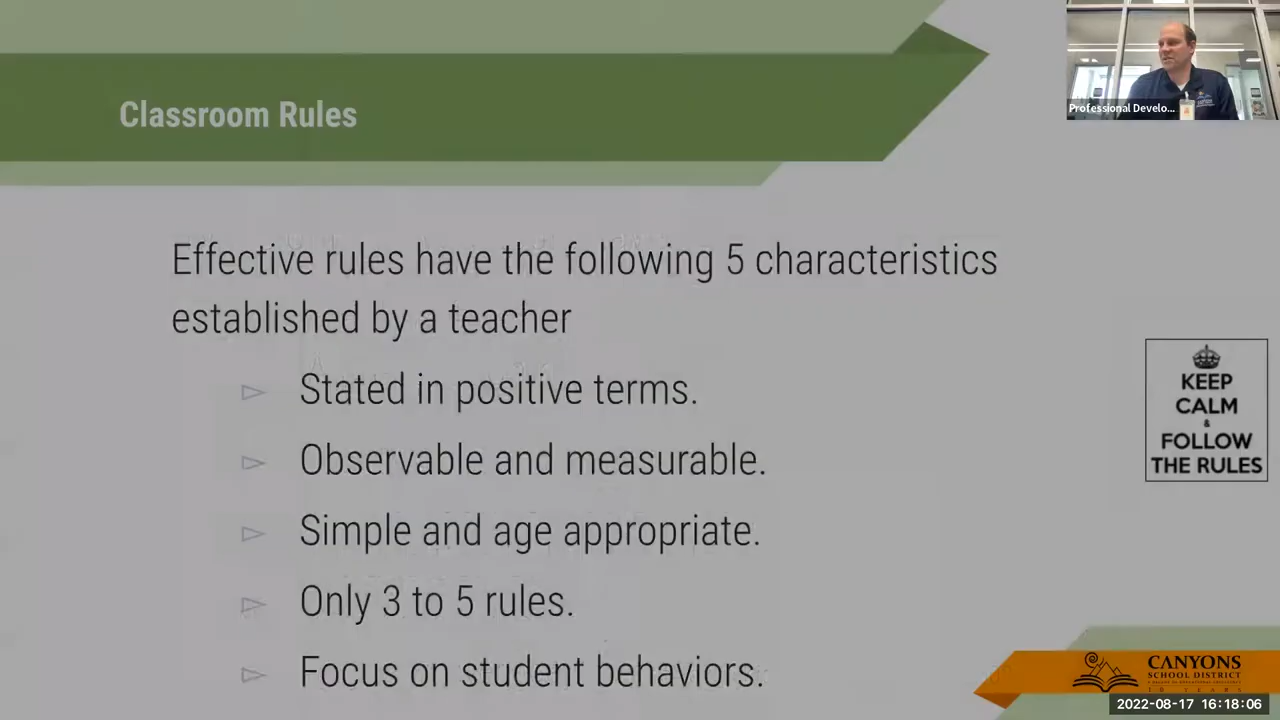 Classroom Rules
Professional Develo...
Effective rules have the following 5 characteristics
established by a teacher
Stated in positive terms.
Observable and measurable.
Simple and age appropriate.
Only 3 to 5 rules.
Focus on student behaviors.
KEEP
CALM
&
FOLLOW
THE RULES
CANYONS
SCHOOL DISTRICT
10 YEARS
2022-08-17 16:18:06